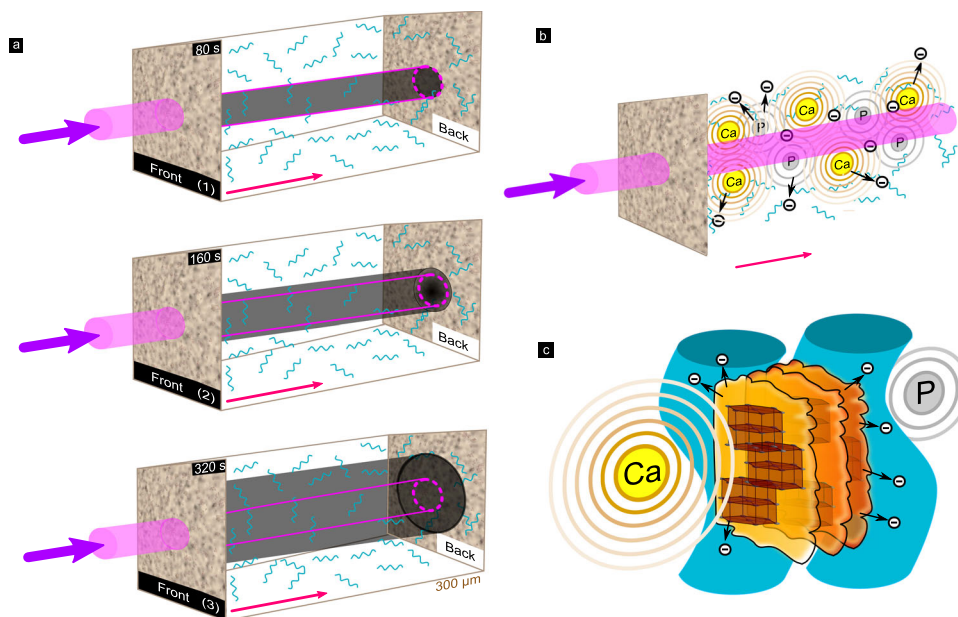 a
80 s
Back
Front (1)
160 s
Back
Front (2)
320 s
Back
Front (3)
300 µm
b
Ca
P
Ca
P
Ca
Ca
P
Ca
P
c
Ca
P